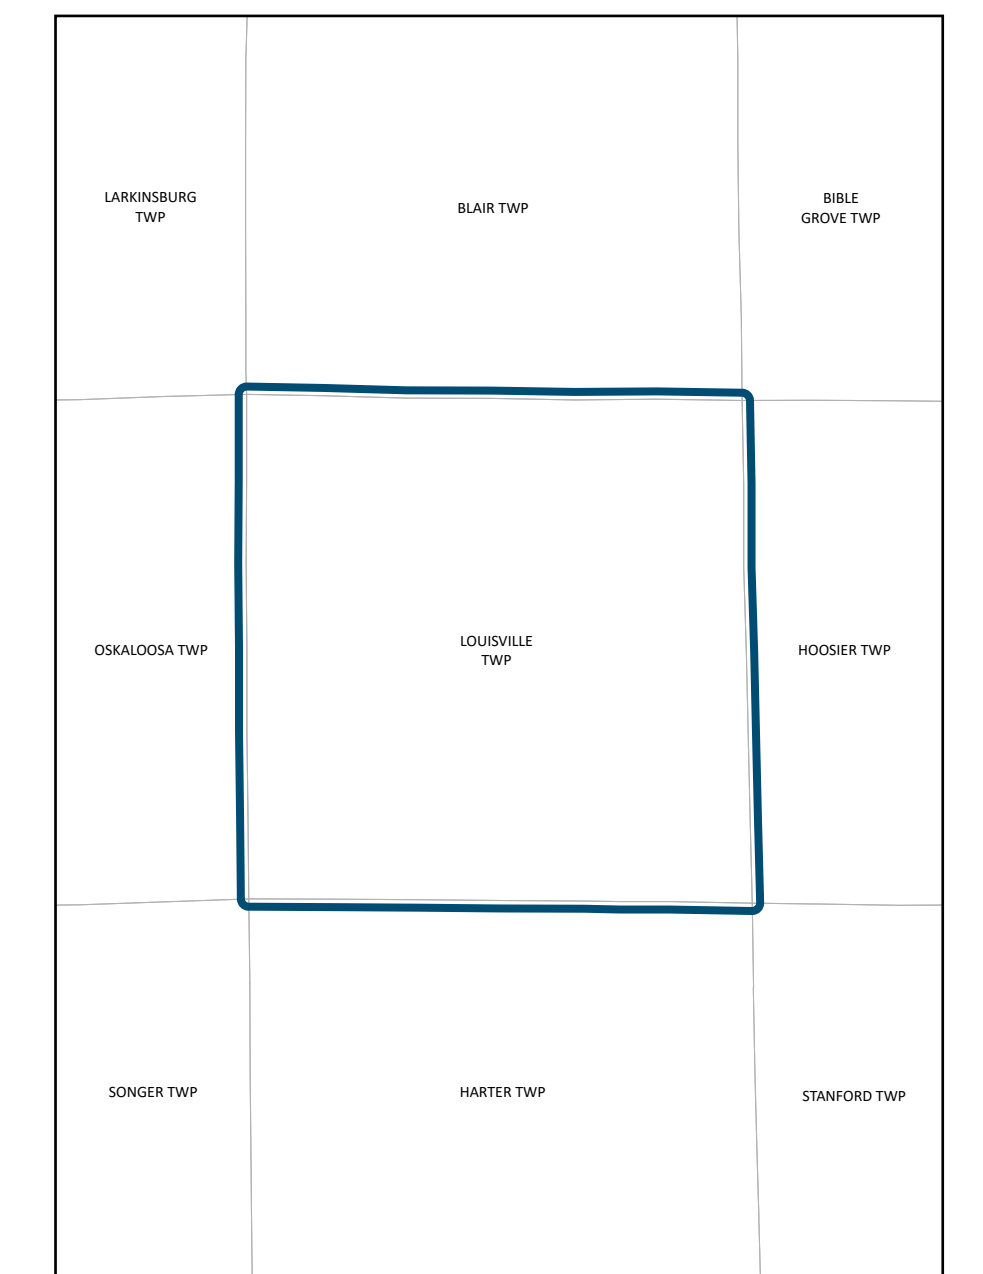 LARKINSBURG
TWP
BLAIR TWP
BIBLE
GROVE TWP
OSKALOOSA TWP
LOUISVILLE
TWP
HOOSIER TWP
SONGER TWP
HARTER TWP
STANFORD TWP